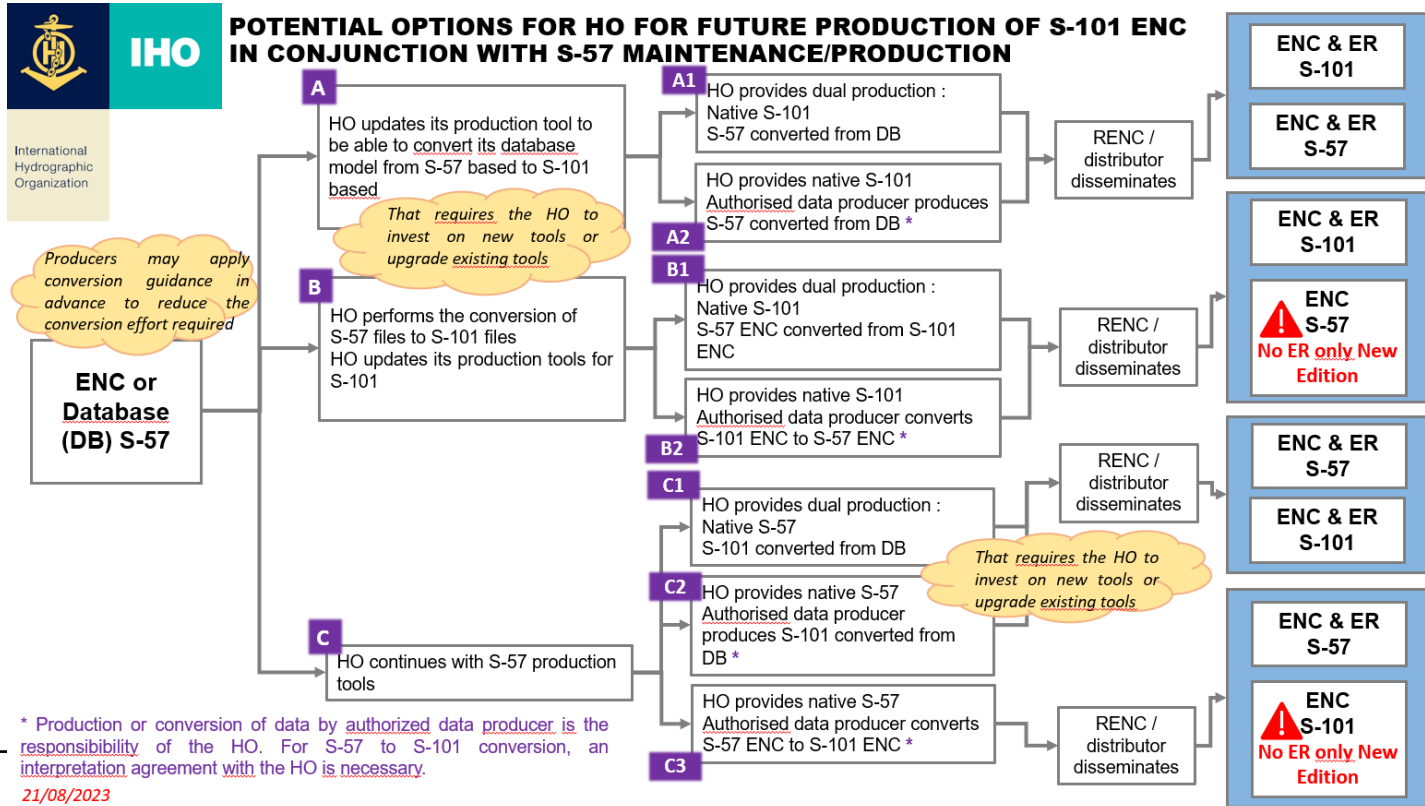 IHO
International
Hydrographic
Organization
POTENTIAL OPTIONS FOR HO FOR FUTURE PRODUCTION OF S-101 ENC
IN CONJUNCTION WITH S-57 MAINTENANCE/PRODUCTION
Producers may apply
conversion guidance in
advance to reduce the
conversion effort required
ENC or
Database
(DB) S-57
A
HO updates its production tool to
be able to convert its database
model from S-57 based to S-101
based
That requires the HO to
invest on new tools or
upgrade existing tools
B
HO performs the conversion of
S-57 files to S-101 files
HO updates its production tools for
S-101
C
HO continues with S-57 production
tools
A1
HO provides dual production :
Native S-101
S-57 converted from DB
HO provides native S-101
Authorised data producer produces
S-57 converted from DB *
A2
B1
HO provides dual production :
Native S-101
S-57 ENC converted from S-101
ENC
HO provides native S-101
Authorised data producer converts
S-101 ENC to S-57 ENC *
B2
C1
HO provides dual production :
Native S-57
S-101 converted from DB
C2
HO provides native S-57
Authorised data producer
produces S-101 converted from
DB *
HO provides native S-57
Authorised data producer converts
S-57 ENC to S-101 ENC *
C3
That requires the HO to
invest on new tools or
upgrade existing tools
RENC /
distributor
disseminates
RENC /
distributor
disseminates
RENC /
distributor
disseminates
RENC /
distributor
disseminates
ENC & ER
S-101
ENC & ER
S-57
ENC & ER
S-101
ENC
S-57
No ER only New
Edition
ENC & ER
S-57
ENC & ER
S-101
ENC & ER
S-57
ENC
S-101
No ER only New
Edition
* Production or conversion of data by authorized data producer is the
responsibility of the HO. For S-57 to S-101 conversion, an
interpretation agreement with the HO is necessary.
21/08/2023